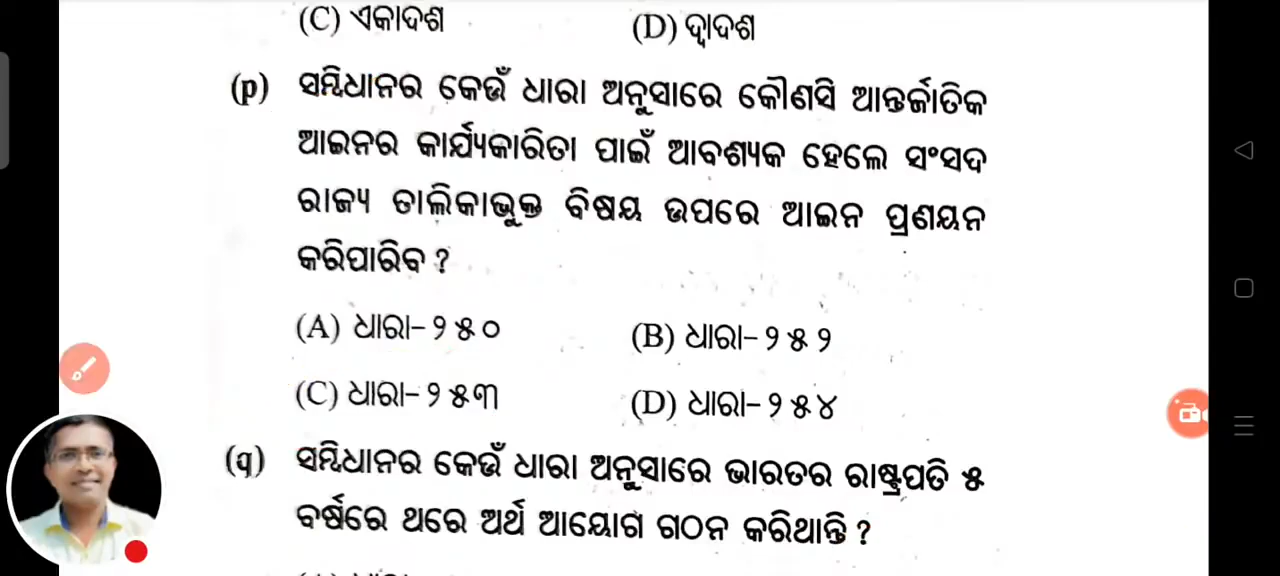 (C) ଏକାଦଶ (D) ଦ୍ୱାଦଶ
(p) ସମ୍ବିଧାନର କେଉଁ ଧାରା ଅନୁସାରେ କୌଣସି ଆନ୍ତର୍ଜାତିକ
ଆଇନର କାର୍ଯ୍ୟକାରିତା ପାଇଁ ଆବଶ୍ୟକ ହେଲେ ସଂସଦ
ରାଜ୍ୟ ତାଲିକାଭୁକ୍ତ ବିଷୟ ଉପରେ ଆଇନ ପ୍ରଣୟନ
କରିପାରିବ ?
(A) ଧାରା–୨୫୦ (B) ଧାରା–୨୫୨
(C) ଧାରା–୨୫୩ (D) ଧାରା–୨୫୪
(q) ସମ୍ବିଧାନର କେଉଁ ଧାରା ଅନୁସାରେ ଭାରତର ରାଷ୍ଟ୍ରପତି ୫
ବର୍ଷରେ ଥରେ ଅର୍ଥ ଆୟୋଗ ଗଠନ କରିଥାନ୍ତି ?